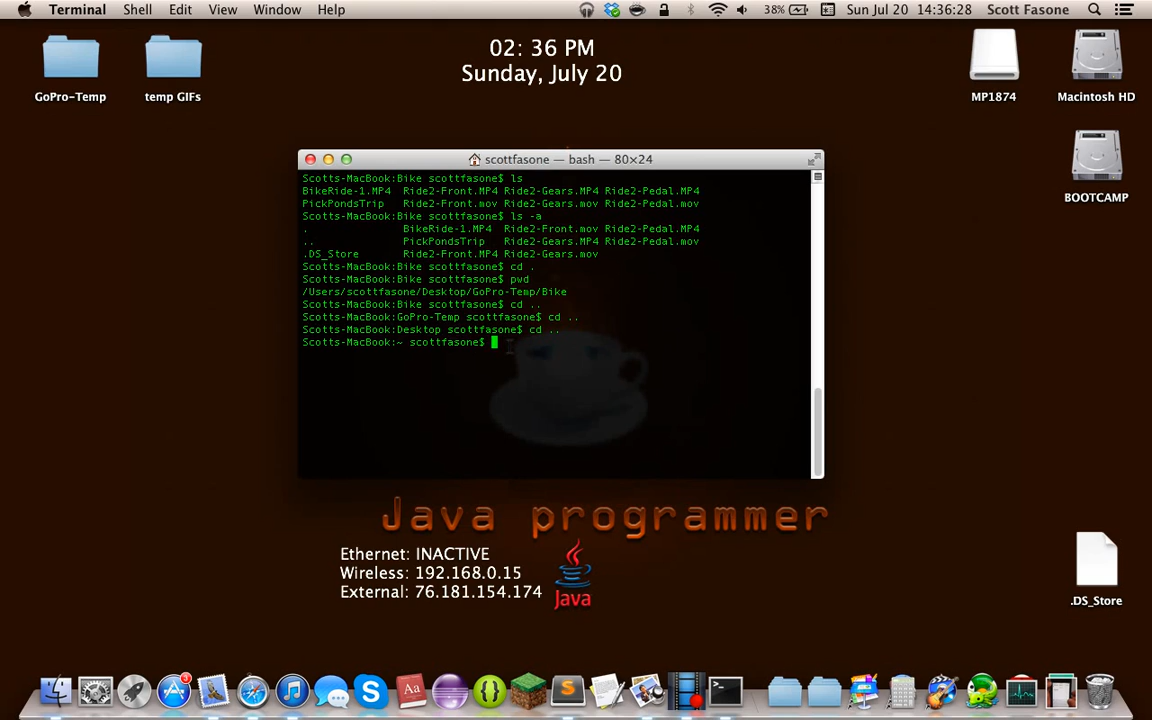 Terminal Shell Edit View Window Help 38% Sun Jul 20 14:36:28 Scott Fasone
02: 36 PM
Sunday, July 20
GoPro-Temp
temp GIFs
MP1874
Macintosh HD
BOOTCAMP
scottfasone — bash — 80×24
Scotts-MacBook:Bike scottfasone$ ls
BikeRide-1.MP4 Ride2-Front.MP4 Ride2-Gears.MP4 Ride2-Pedal.MP4
PickPondsTrip Ride2-Front.mov Ride2-Gears.mov Ride2-Pedal.mov
Scotts-MacBook:Bike scottfasone$ ls -a
. BikeRide-1.MP4 Ride2-Front.mov Ride2-Pedal.MP4
.. PickPondsTrip Ride2-Gears.MP4 Ride2-Pedal.mov
.DS_Store Ride2-Front.MP4 Ride2-Gears.mov
Scotts-MacBook:Bike scottfasone$ cd .
Scotts-MacBook:Bike scottfasone$ pwd
/Users/scottfasone/Desktop/GoPro-Temp/Bike
Scotts-MacBook:Bike scottfasone$ cd ..
Scotts-MacBook:GoPro-Temp scottfasone$ cd ..
Scotts-MacBook:Desktop scottfasone$ cd ..
Scotts-MacBook:~ scottfasone$
Java programmer
Ethernet: INACTIVE
Wireless: 192.168.0.15
External: 76.181.154.174
Java
.DS_Store
3
Aa